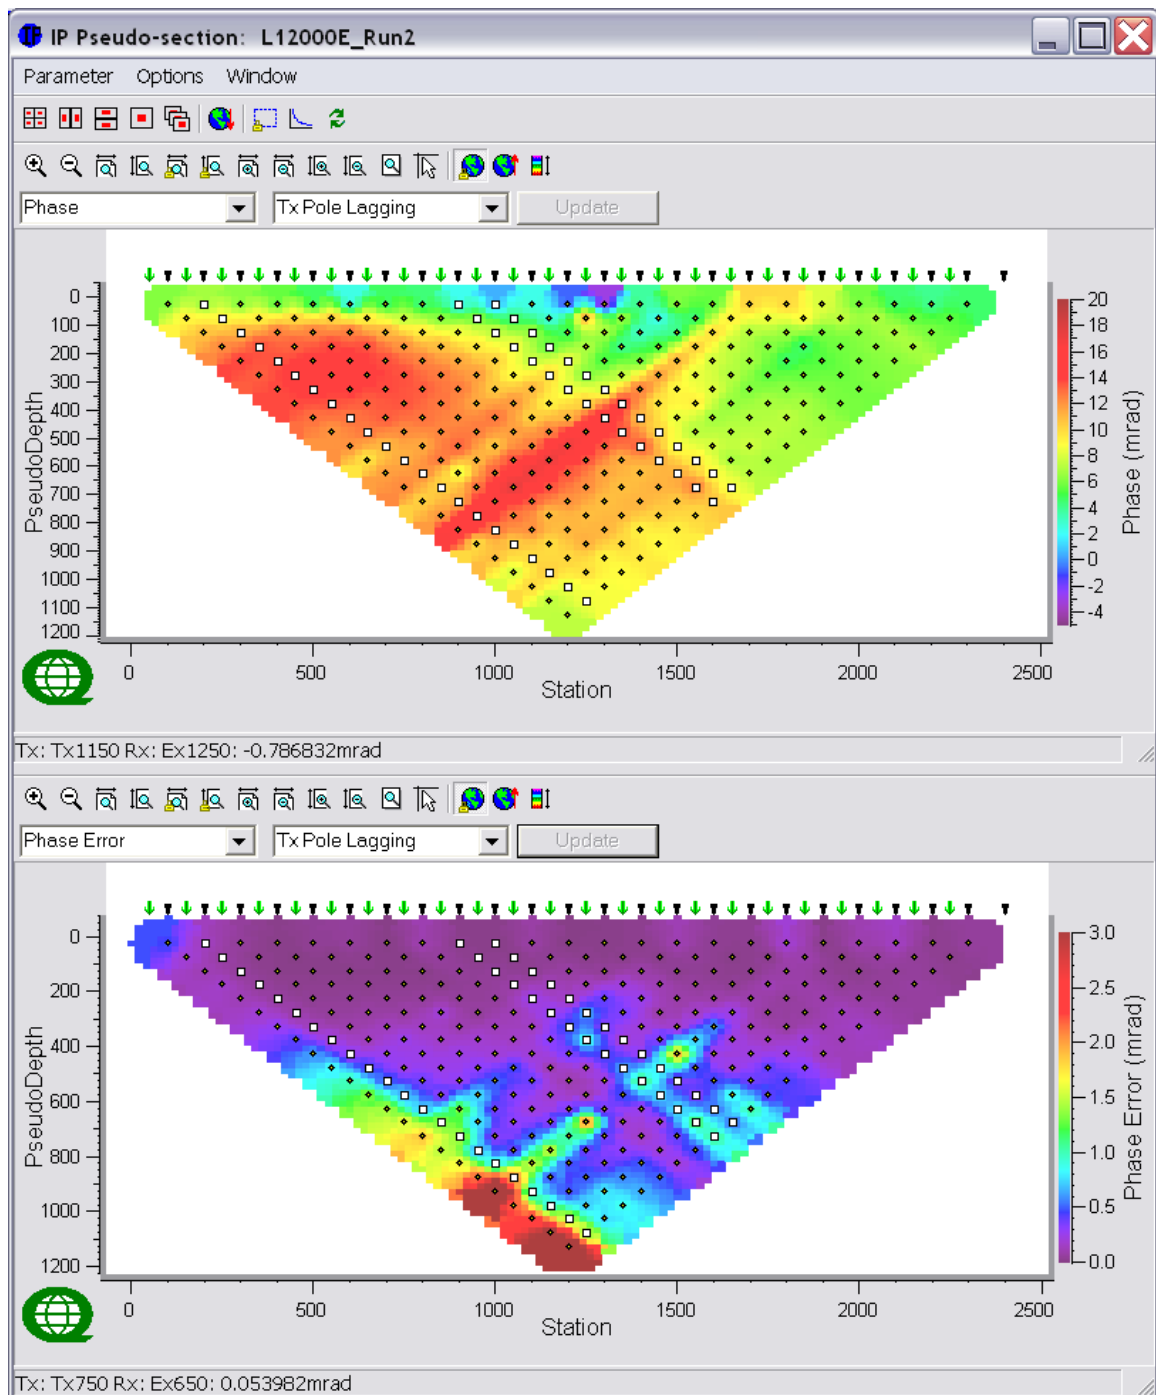 IP Pseudo-section: L12000E_Run2
Parameter Options Window
Phase Tx Pole Lagging Update
PseudoDepth
0
100
200
300
400
500
600
700
800
900
1000
1100
1200
0 500 1000 1500 2000 2500
Station
20
18
16
14
12
10
8
6
4
2
0
-2
-4
Phase (mrad)
Tx: Tx1150 Rx: Ex1250: -0.786832mrad
Phase Error Tx Pole Lagging Update
PseudoDepth
0
200
400
600
800
1000
1200
0 500 1000 1500 2000 2500
Station
3.0
2.5
2.0
1.5
1.0
0.5
0.0
Phase Error (mrad)
Tx: Tx750 Rx: Ex650: 0.053982mrad